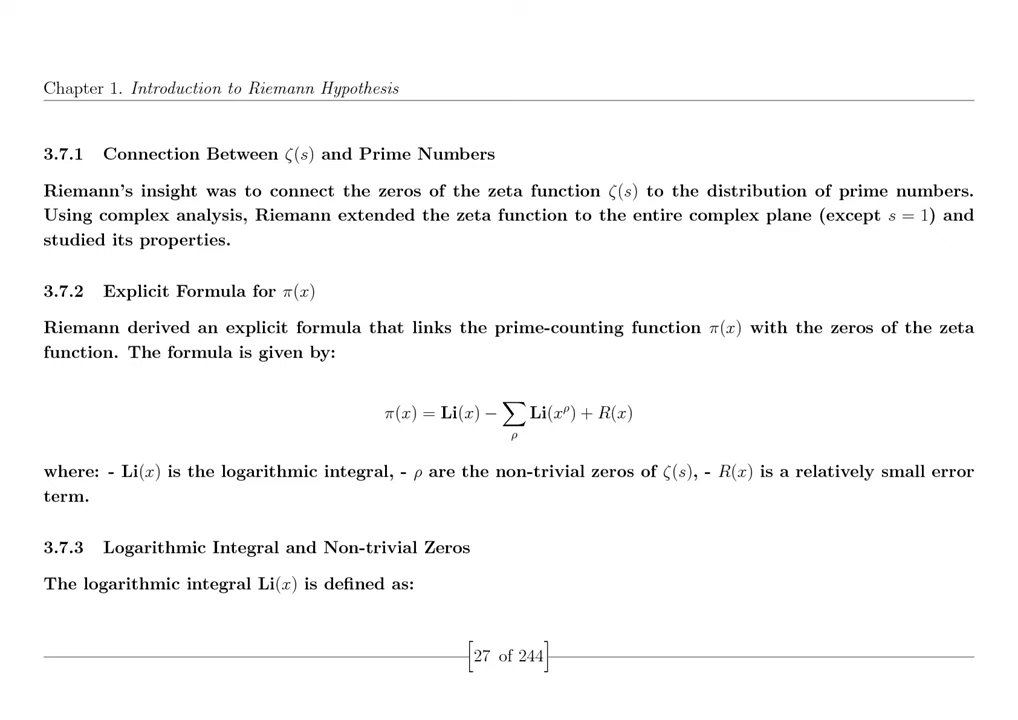 Chapter 1. Introduction to Riemann Hypothesis
3.7.1 Connection Between ζ(s) and Prime Numbers
Riemann's insight was to connect the zeros of the zeta function ζ(s) to the distribution of prime numbers.
Using complex analysis, Riemann extended the zeta function to the entire complex plane (except s = 1) and
studied its properties.
3.7.2 Explicit Formula for π(x)
Riemann derived an explicit formula that links the prime-counting function π(x) with the zeros of the zeta
function. The formula is given by:
π(x) = Li(x) − ∑ Li(x^ρ) + R(x)
ρ
where: - Li(x) is the logarithmic integral, - ρ are the non-trivial zeros of ζ(s), - R(x) is a relatively small error
term.
3.7.3 Logarithmic Integral and Non-trivial Zeros
The logarithmic integral Li(x) is defined as:
[27 of 244]